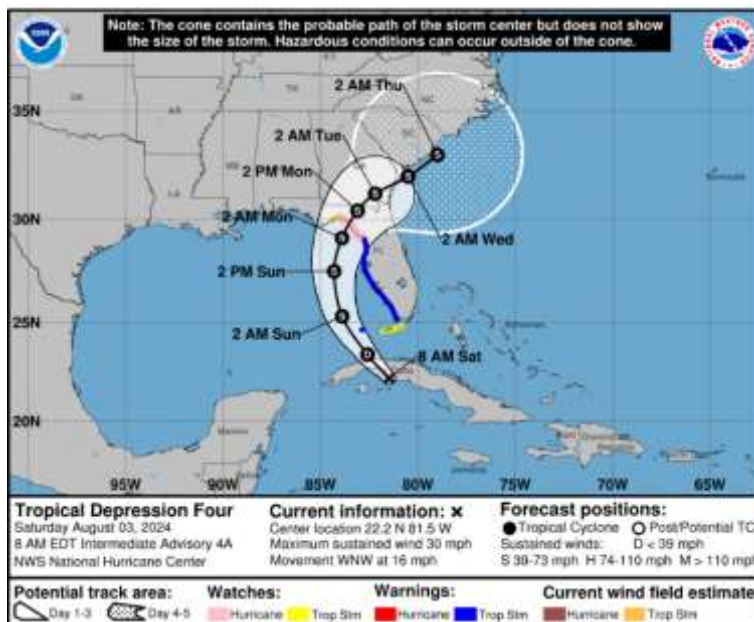 Note: The cone contains the probable path of the storm center but does not show
the size of the storm. Hazardous conditions can occur outside of the cone.
2 AM Thu
35N
2 AM Tue
2 PM Mon
30N
2 AM Mon
2 AM Wed
2 PM Sun
25N
2 AM Sun
8 AM Sat
20N
95W 90W 85W 80W 75W 70W 65W
Tropical Depression Four
Saturday August 03, 2024
8 AM EDT Intermediate Advisory 4A
NWS National Hurricane Center
Current information: x
Center location 22.2 N 81.5 W
Maximum sustained wind 30 mph
Movement WNW at 16 mph
Forecast positions:
Tropical Cyclone Post/Potential TC
Sustained winds: D < 39 mph
S 39-73 mph H 74-110 mph M > 110 mph
Potential track area:
Day 1-3 Day 4-5
Watches:
Hurricane Trop Stm
Warnings:
Hurricane Trop Stm
Current wind field estimate
Hurricane Trop Stm